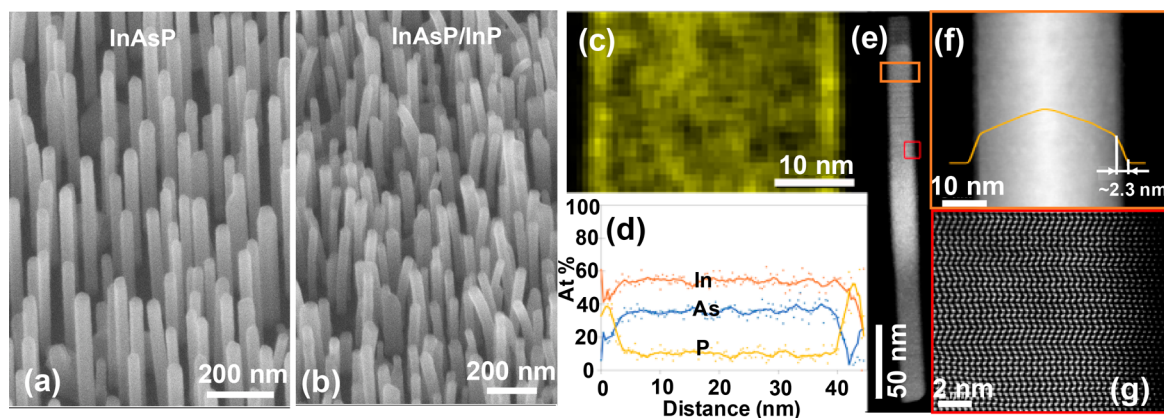 InAsP
(a)
200 nm
InAsP/InP
(b)
200 nm
(c)
10 nm
(d)
At %
100
80
60
40
20
0
In
As
P
0
10
20
30
40
Distance (nm)
(e)
50 nm
(f)
10 nm
~2.3 nm
2 nm
(g)